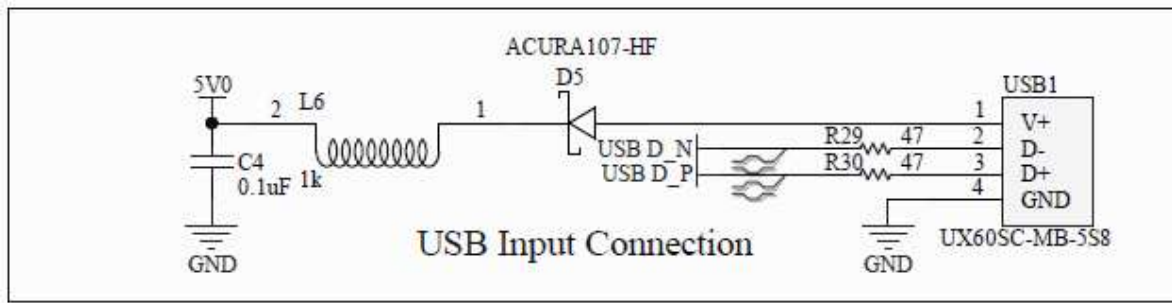 ACURA107-HF
D5
5V0
2 L6
1
USB1
1 V+
R29 47 2 D-
USB D_N
R30 47 3 D+
USB D_P
4 GND
C4
0.1uF
1k
USB Input Connection
UX60SC-MB-5S8
GND
GND